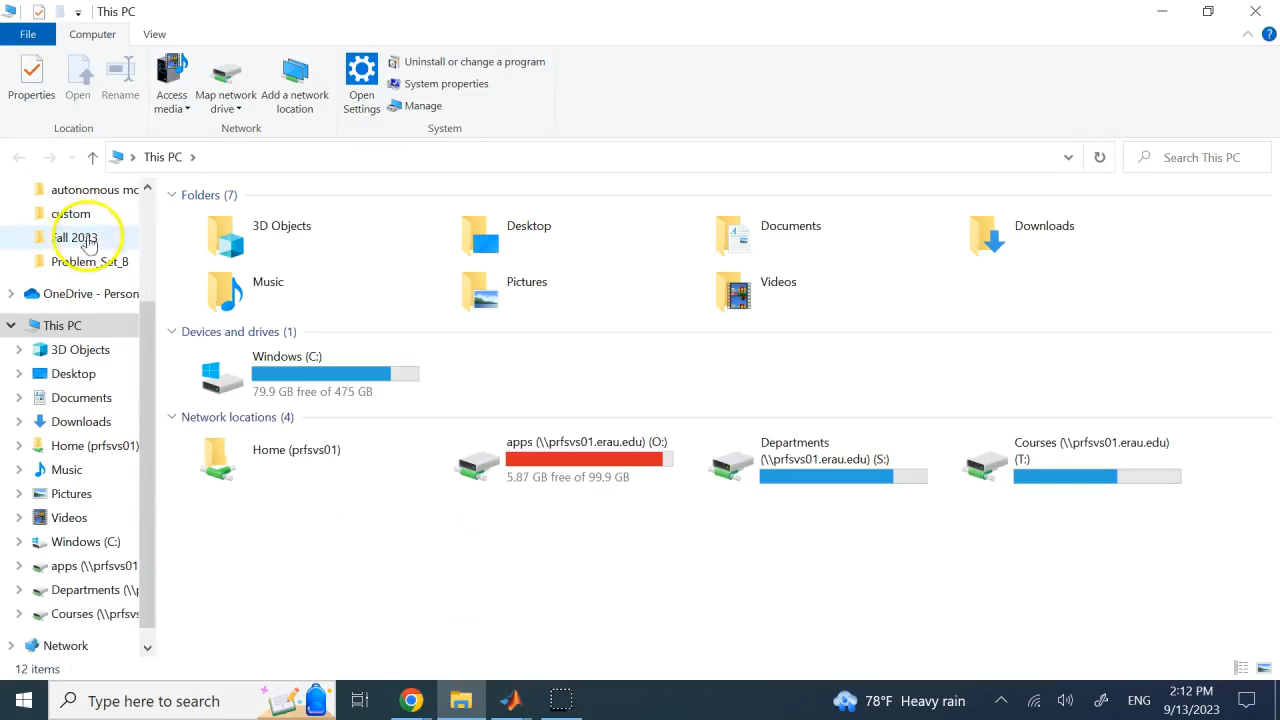 This PC
File
Computer
View
Properties
Open
Rename
Access media
Map network drive
Add a network location
Open Settings
Uninstall or change a program
System properties
Manage
Location
Network
System
This PC
Search This PC
autonomous mc
custom
Fall 2023
Problem_Set_B
OneDrive - Person
This PC
3D Objects
Desktop
Documents
Downloads
Home (prfsvs01)
Music
Pictures
Videos
Windows (C:)
apps (\\prfsvs01
Departments (\\p
Courses (\\prfsvs
Network
Folders (7)
3D Objects
Desktop
Documents
Downloads
Music
Pictures
Videos
Devices and drives (1)
Windows (C:)
79.9 GB free of 475 GB
Network locations (4)
Home (prfsvs01)
apps (\\prfsvs01.erau.edu) (O:)
5.87 GB free of 99.9 GB
Departments
(\\prfsvs01.erau.edu) (S:)
Courses (\\prfsvs01.erau.edu)
(T:)
12 items
Type here to search
78°F Heavy rain
ENG
2:12 PM
9/13/2023